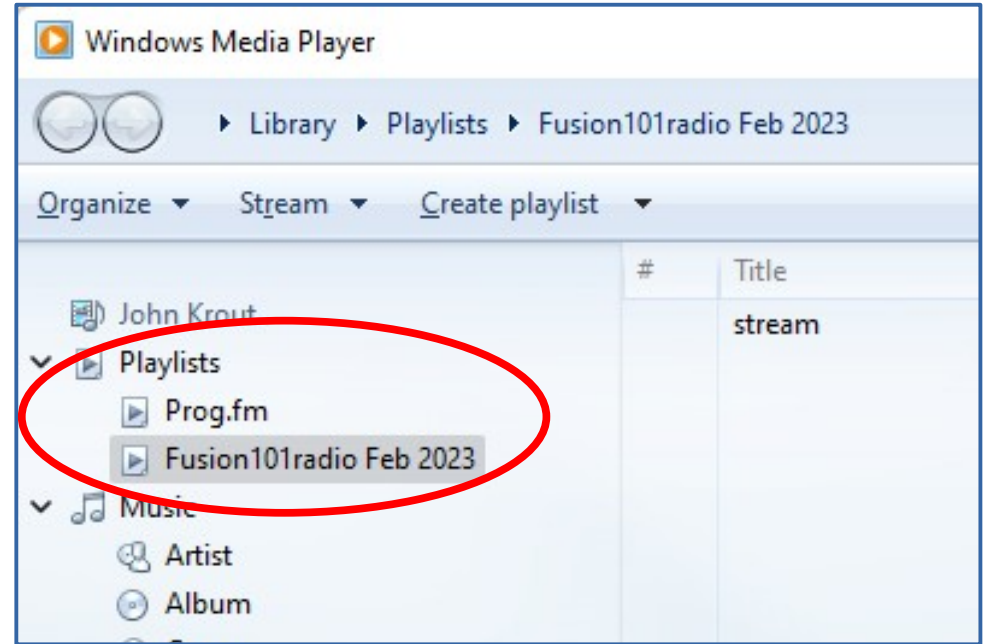 Windows Media Player
Library Playlists Fusion101radio Feb 2023
Organize Stream Create playlist
# Title
John Krout
stream
Playlists
Prog.fm
Fusion101radio Feb 2023
Music
Artist
Album